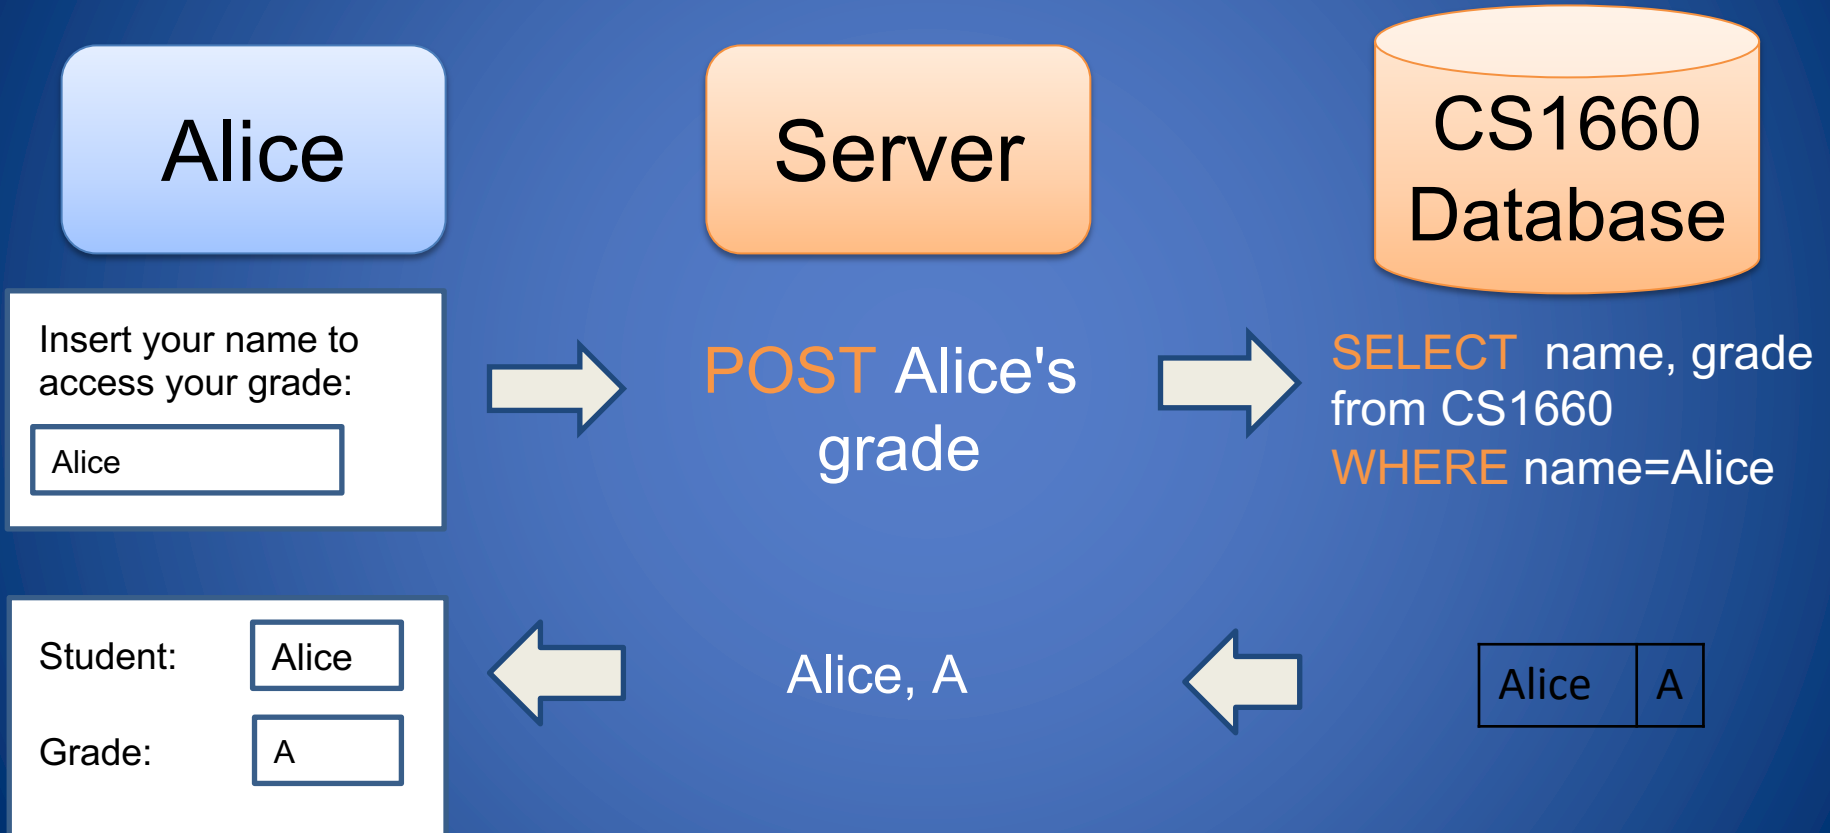 Alice
Server
CS1660
Database
Insert your name to
access your grade:
Alice
POST Alice's
grade
SELECT name, grade
from CS1660
WHERE name=Alice
Student:
Alice
Grade:
A
Alice, A
Alice
A